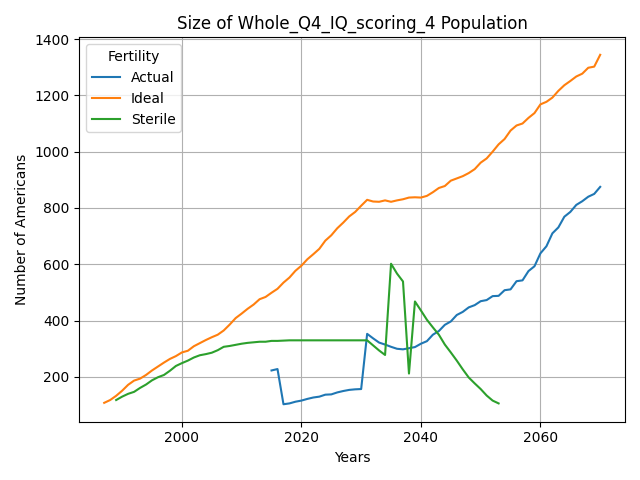 Size of Whole_Q4_IQ_scoring_4 Population
Fertility
Actual
Ideal
Sterile
Number of Americans
1400
1200
1000
800
600
400
200
2000
2020
2040
2060
Years